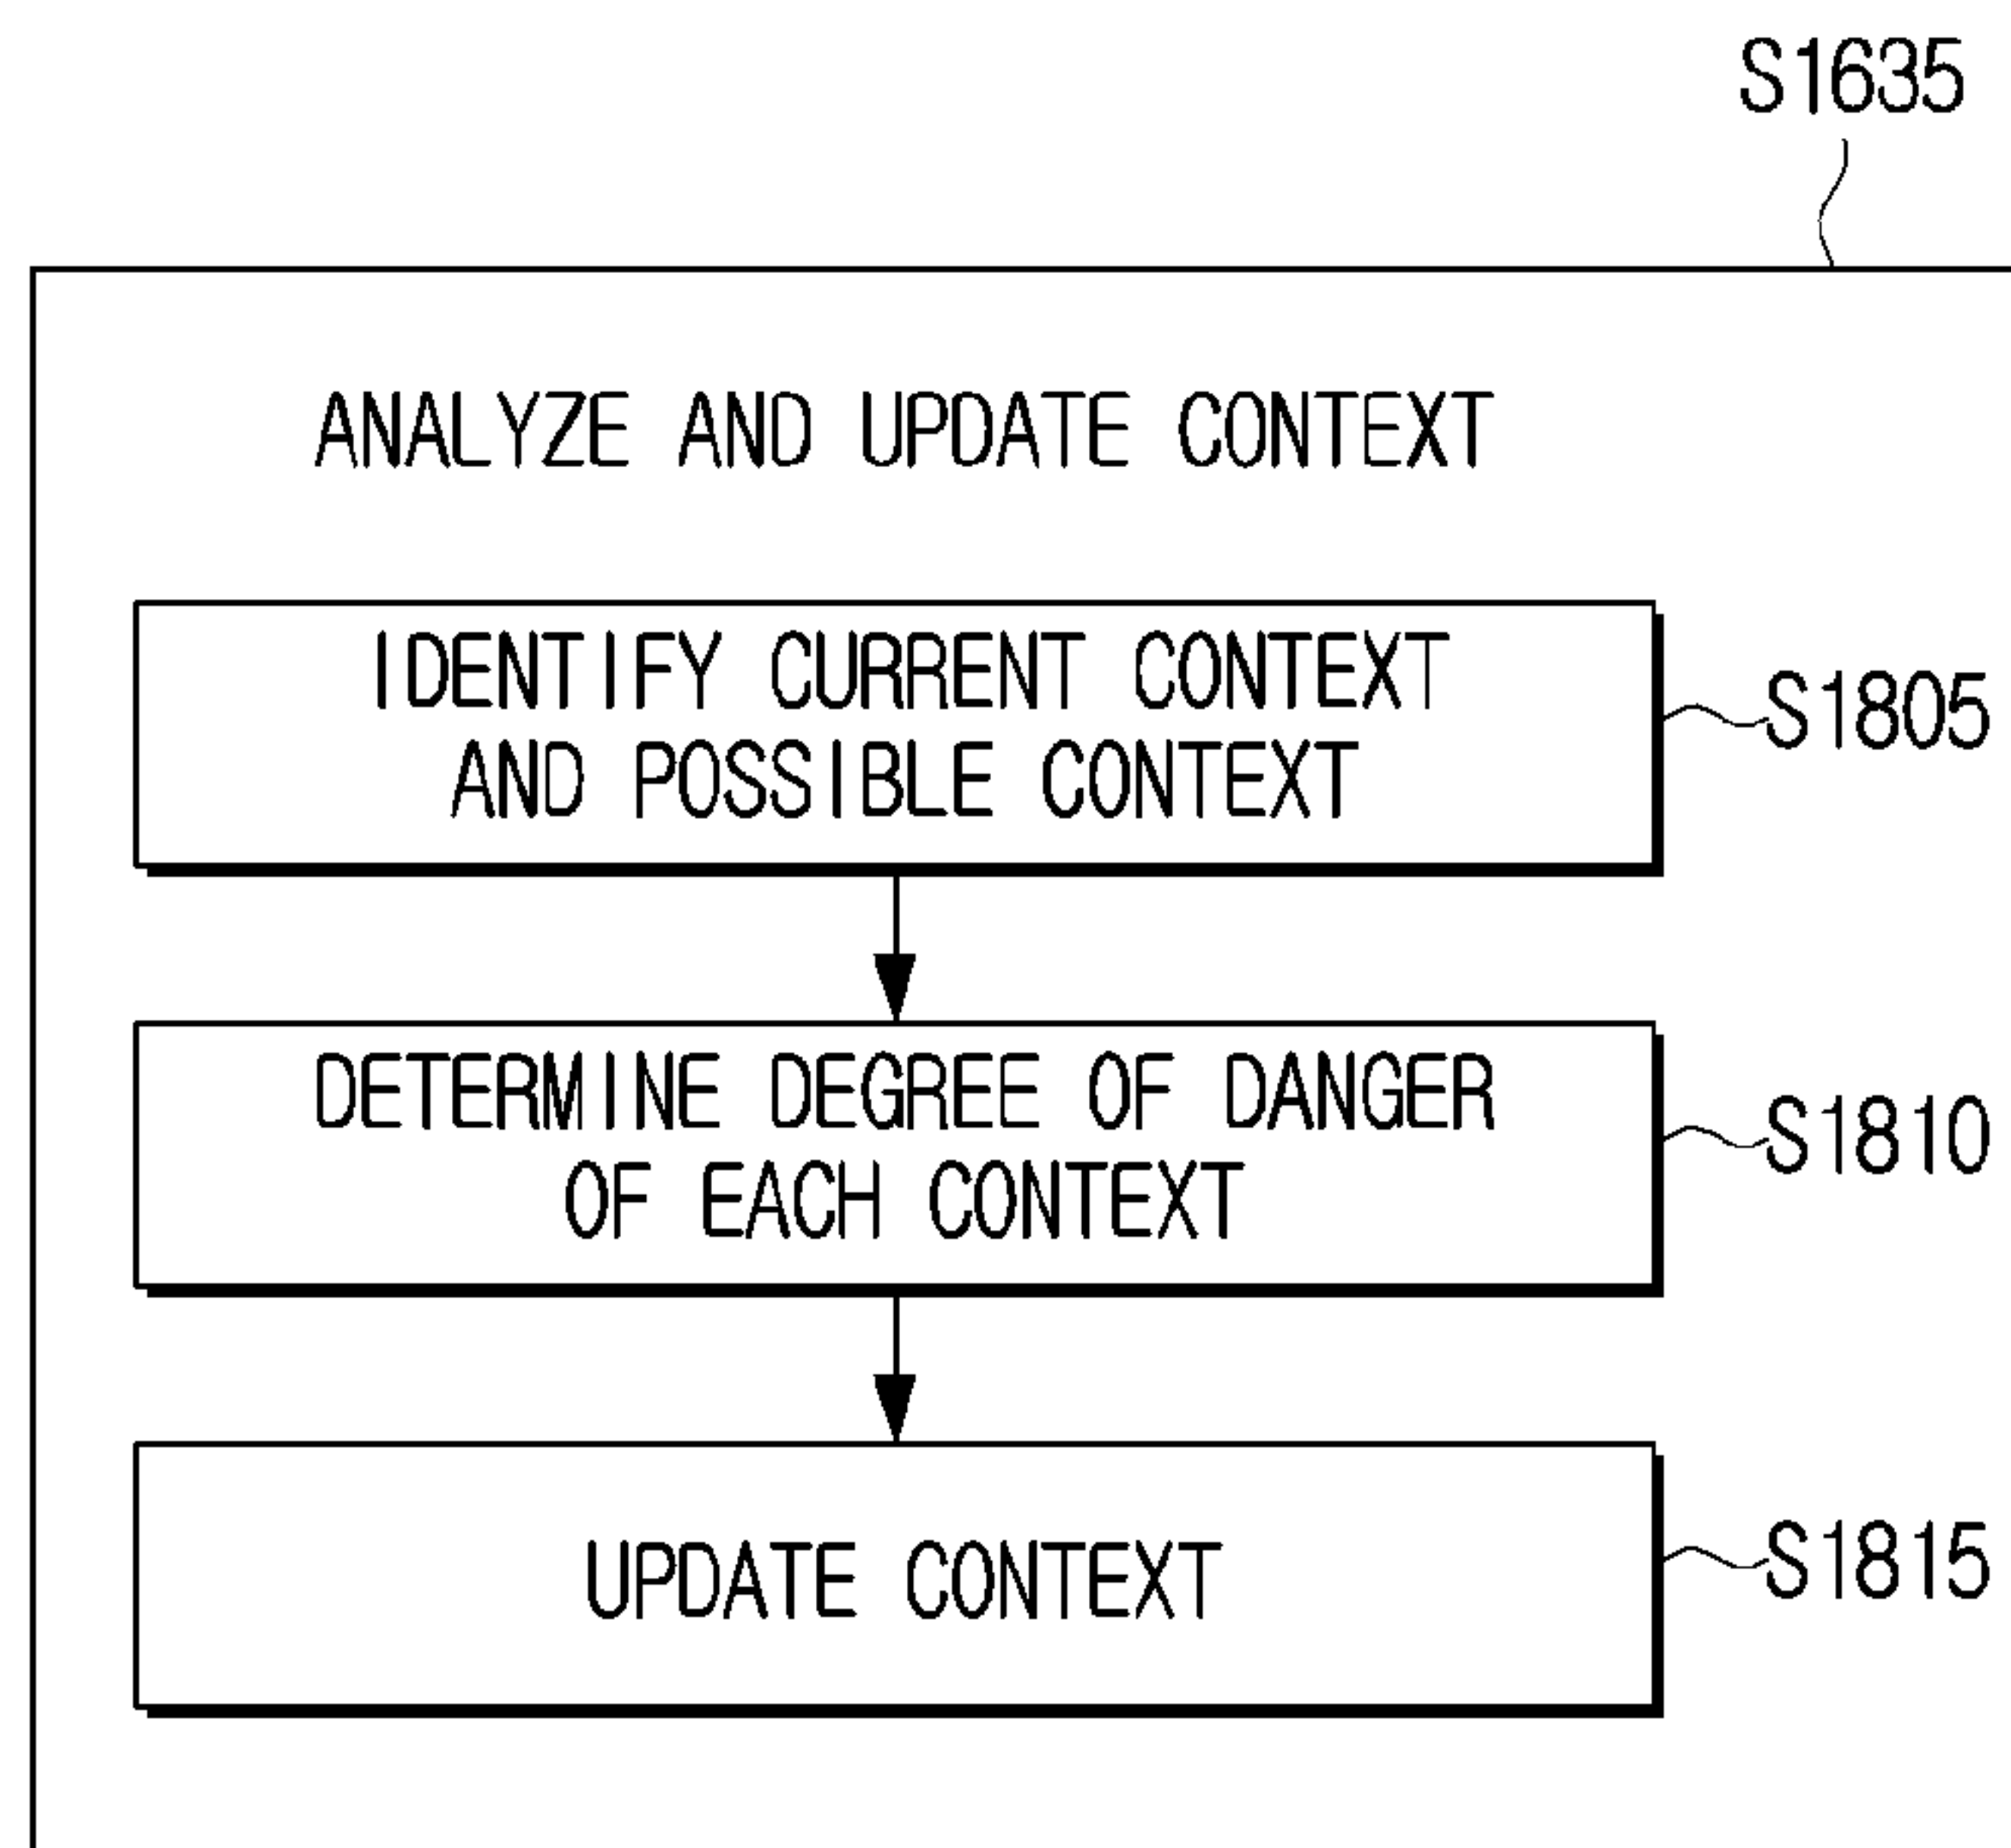 S1635
ANALYZE AND UPDATE CONTEXT
IDENTIFY CURRENT CONTEXT
AND POSSIBLE CONTEXT
S1805
DETERMINE DEGREE OF DANGER
OF EACH CONTEXT
S1810
UPDATE CONTEXT
S1815